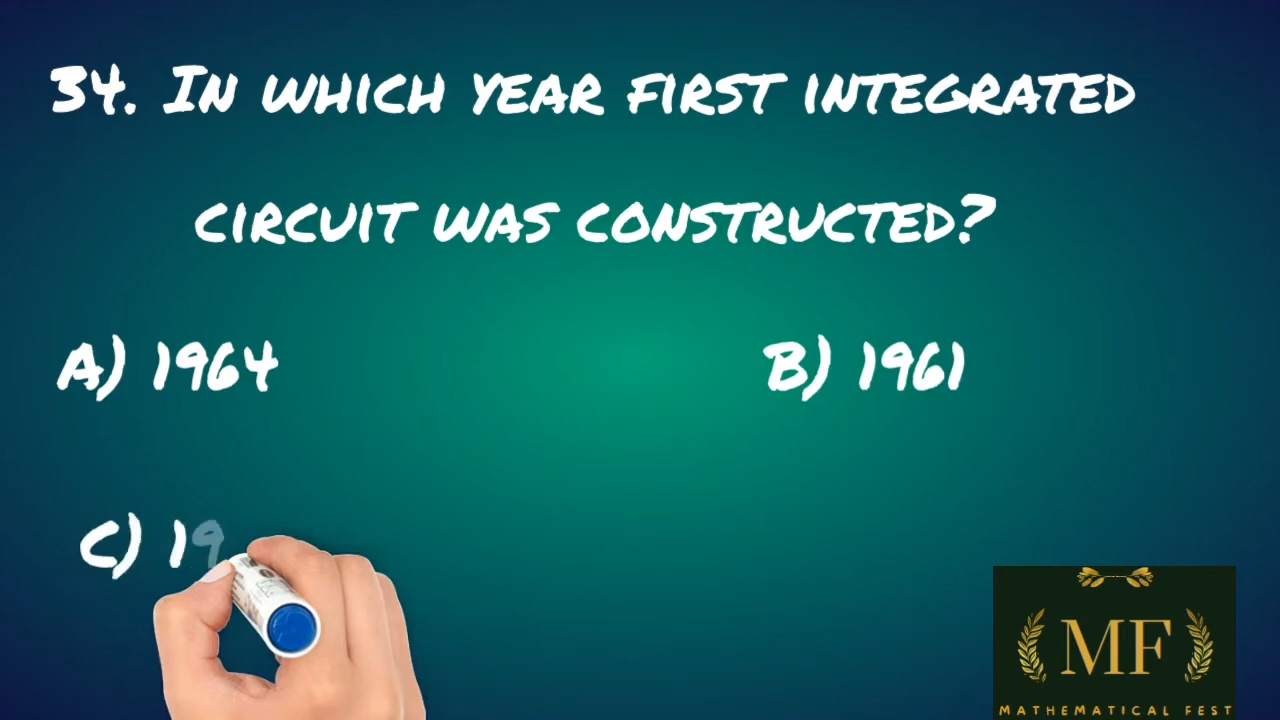 34. In which year first integrated
circuit was constructed?
A) 1964
B) 1961
C) 19
MF
MATHEMATICAL FEST